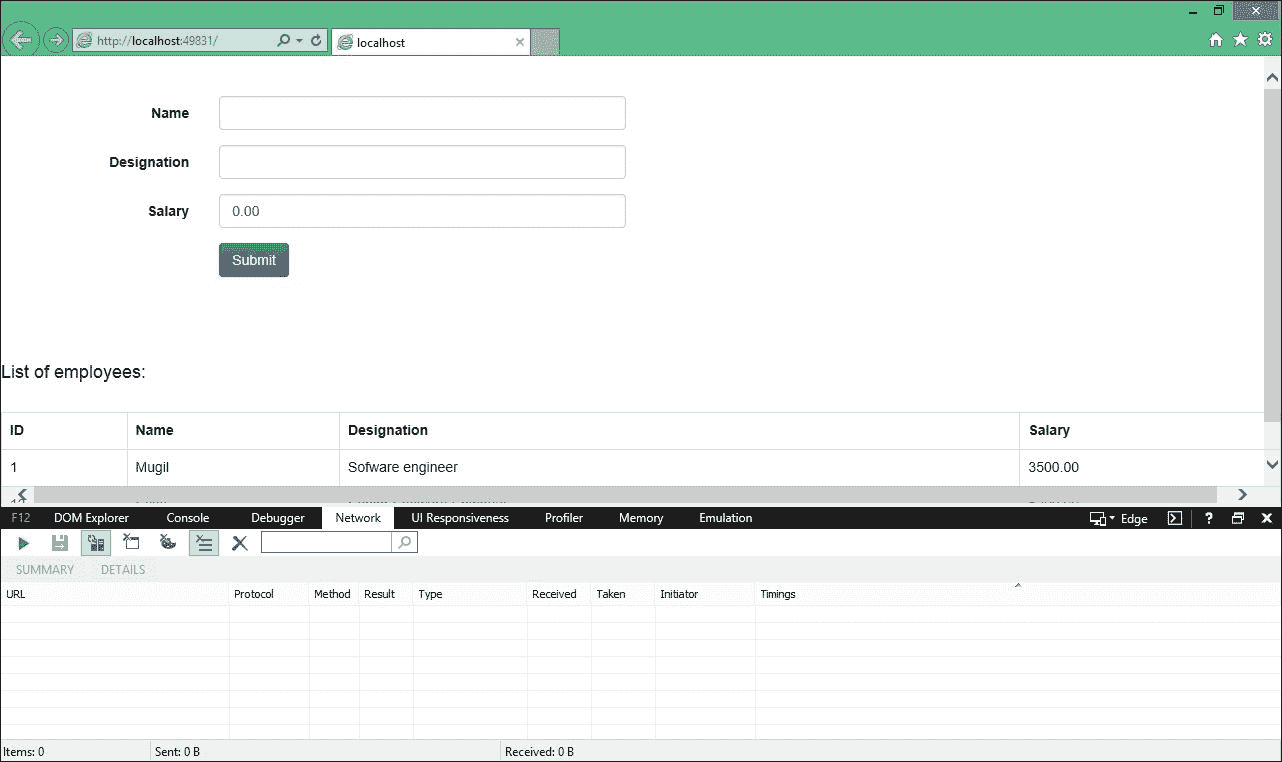 http://localhost:49831/
localhost
Name
Designation
Salary
0.00
Submit
List of employees:
ID Name Designation Salary
1 Mugil Sofware engineer 3500.00
F12 DOM Explorer Console Debugger Network UI Responsiveness Profiler Memory Emulation Edge ?
SUMMARY DETAILS
URL Protocol Method Result Type Received Taken Initiator Timings
Items: 0 Sent: 0 B Received: 0 B